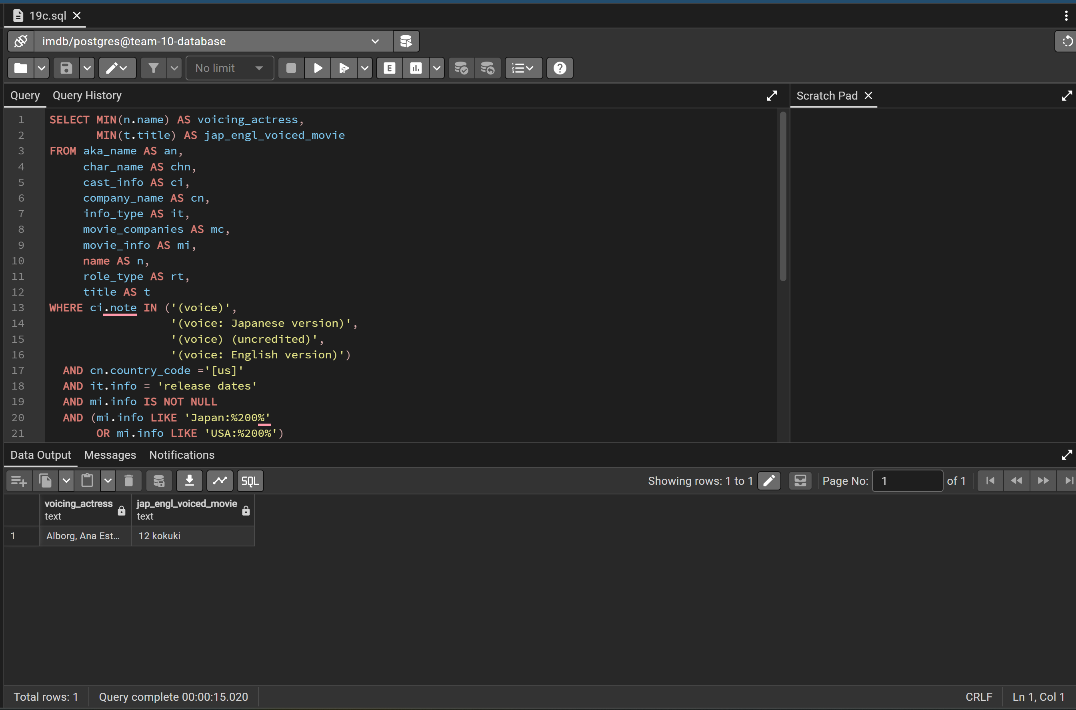 19c.sql
imdb/postgres@team-10-database
No limit
E
Query Query History
Scratch Pad
1 SELECT MIN(n.name) AS voicing_actress,
2 MIN(t.title) AS jap_engl_voiced_movie
3 FROM aka_name AS an,
4 char_name AS chn,
5 cast_info AS ci,
6 company_name AS cn,
7 info_type AS it,
8 movie_companies AS mc,
9 movie_info AS mi,
10 name AS n,
11 role_type AS rt,
12 title AS t
13 WHERE ci.note IN ('(voice)',
14 '(voice: Japanese version)',
15 '(voice) (uncredited)',
16 '(voice: English version)')
17 AND cn.country_code ='[us]'
18 AND it.info = 'release dates'
19 AND mi.info IS NOT NULL
20 AND (mi.info LIKE 'Japan:%200%'
21 OR mi.info LIKE 'USA:%200%')
Data Output Messages Notifications
SQL Showing rows: 1 to 1 Page No: 1 of 1
voicing_actress jap_engl_voiced_movie
text text
1 Alborg, Ana Est... 12 kokuki
Total rows: 1 Query complete 00:00:15.020 CRLF Ln 1, Col 1